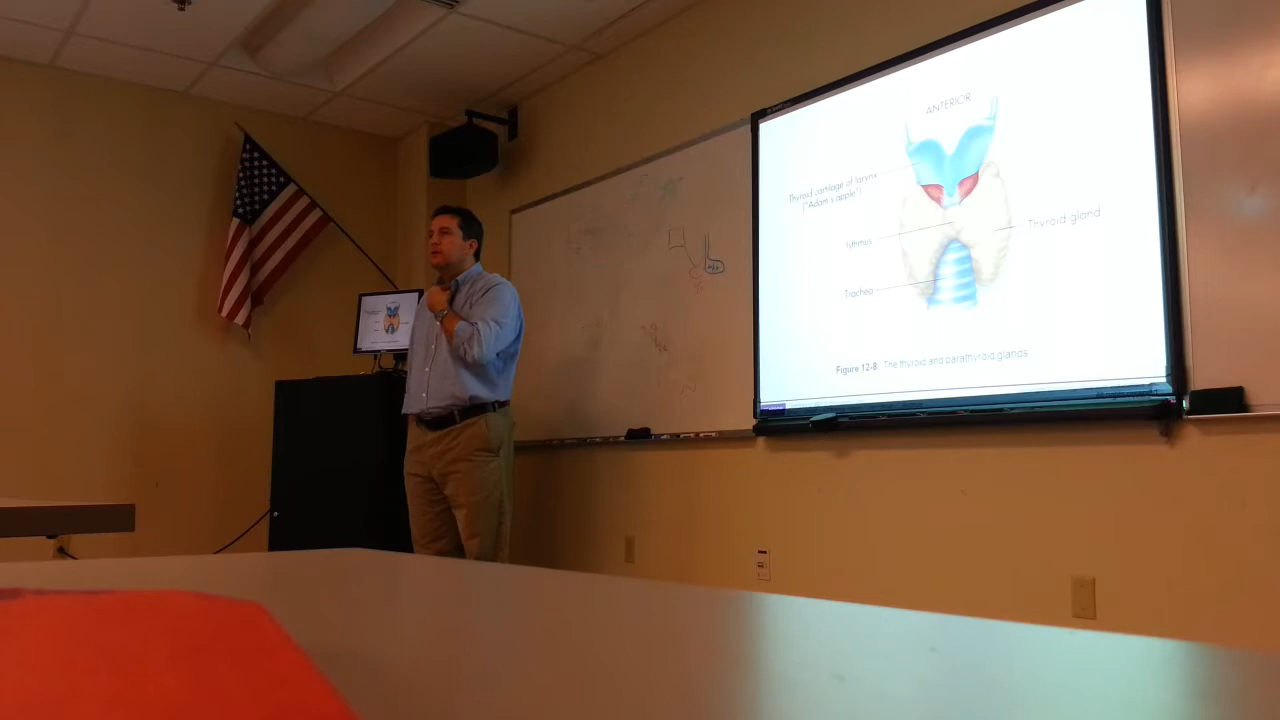 ANTERIOR
Thyroid cartilage of larynx
("Adam's apple")
Isthmus
Thyroid gland
Trachea
Figure 12-8 The thyroid and parathyroid glands